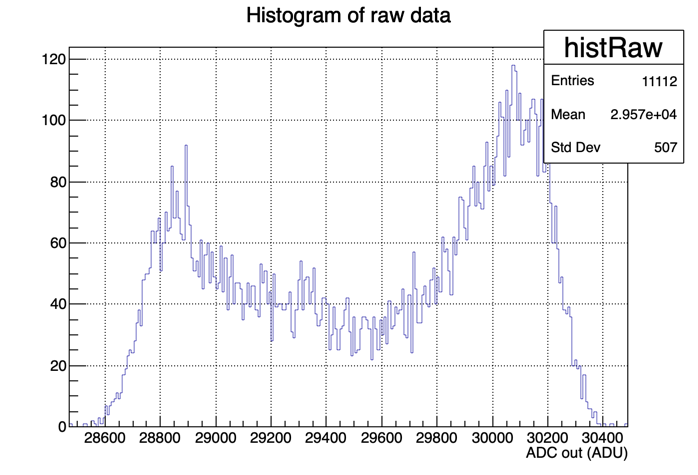 Histogram of raw data
histRaw
Entries 11112
Mean 2.957e+04
Std Dev 507
120
100
80
60
40
20
0
28600 28800 29000 29200 29400 29600 29800 30000 30200 30400
ADC out (ADU)